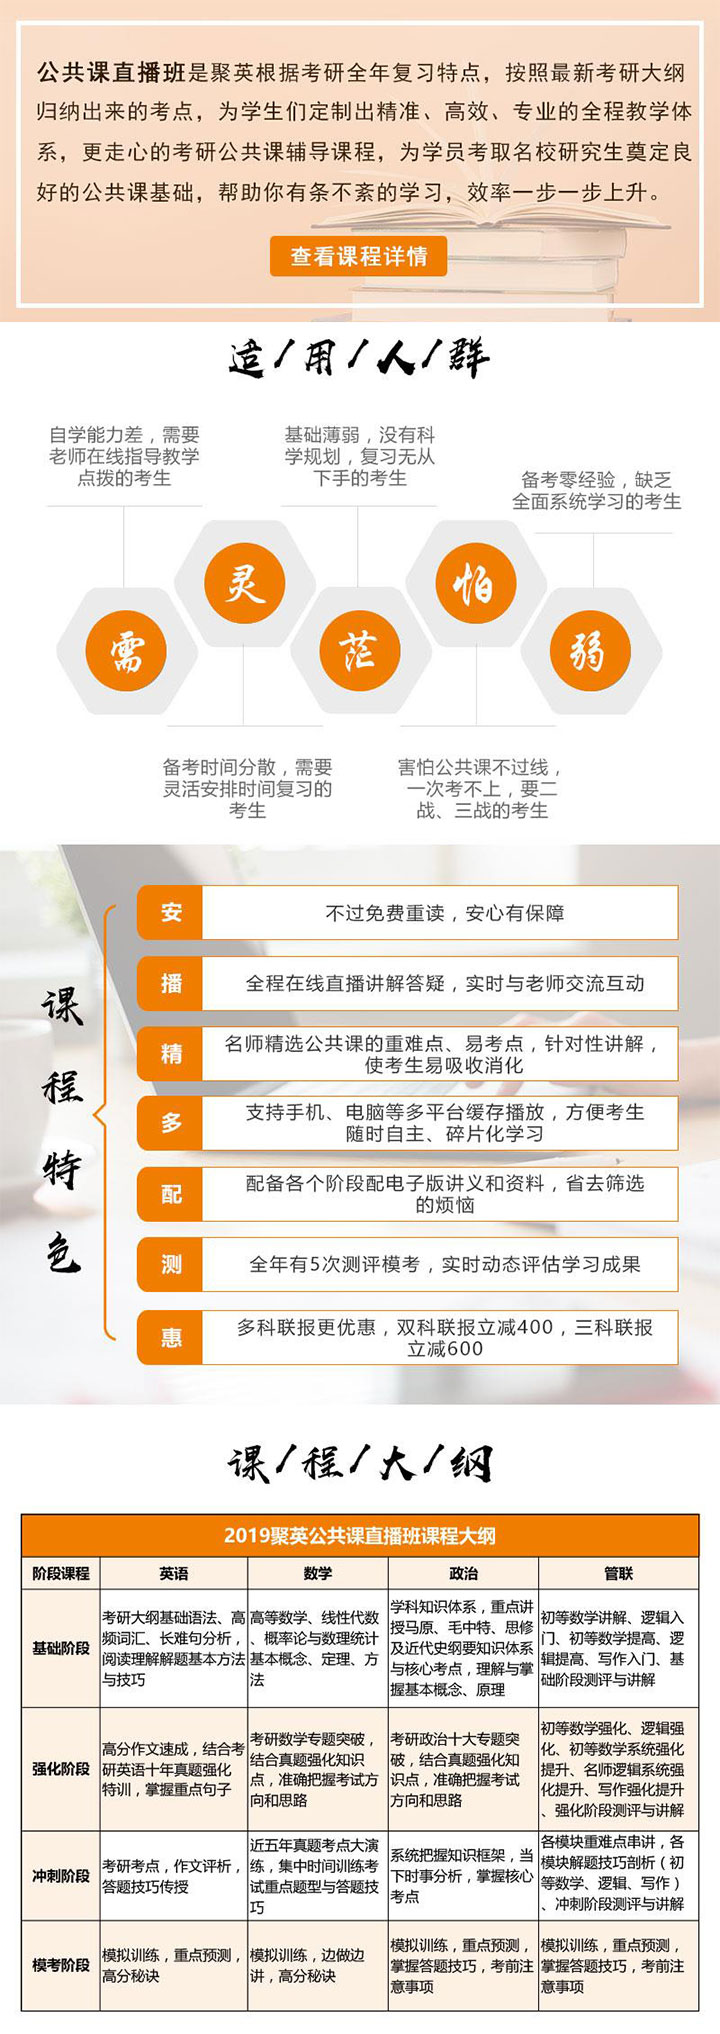 公共课直播班是聚英根据考研全年复习特点，按照最新考研大纲
归纳出来的考点，为学生们定制出精准、高效、专业的全程教学体
系，更走心的考研公共课辅导课程，为学员考取名校研究生奠定良
好的公共课基础，帮助你有条不紊的学习，效率一步一步上升。
查看课程详情
适/用/人/群
自学能力差，需要
老师在线指导教学
点拨的考生
基础薄弱，没有科
学规划，复习无从
下手的考生
备考零经验，缺乏
全面系统学习的考生
需
灵
茫
怕
弱
备考时间分散，需要
灵活安排时间复习的
考生
害怕公共课不过线，
一次考不上，要二
战、三战的考生
课程特色
安
不过免费重读，安心有保障
播
全程在线直播讲解答疑，实时与老师交流互动
精
名师精选公共课的重难点、易考点，针对性讲解，
使考生易吸收消化
多
支持手机、电脑等多平台缓存播放，方便考生
随时自主、碎片化学习
配
配备各个阶段配电子版讲义和资料，省去筛选
的烦恼
测
全年有5次测评模考，实时动态评估学习成果
惠
多科联报更优惠，双科联报立减400，三科联报
立减600
课/程/大/纲
2019聚英公共课直播班课程大纲
阶段课程
英语
数学
政治
管联
基础阶段
考研大纲基础语法、高
频词汇、长难句分析，
阅读理解解题基本方法
与技巧
高等数学、线性代数
、概率论与数理统计
基本概念、定理、方
法
学科知识体系，重点讲
授马原、毛中特、思修
及近代史纲要知识体系
与核心考点，理解与掌
握基本概念、原理
初等数学讲解、逻辑入
门、初等数学提高、逻
辑提高、写作入门、基
础阶段测评与讲解
强化阶段
高分作文速成，结合考
研英语十年真题强化
特训，掌握重点句子
考研数学专题突破，
结合真题强化知识
点，准确把握考试方
向和思路
考研政治十大专题突
破，结合真题强化知
识点，准确把握考试
方向和思路
初等数学强化、逻辑强
化、初等数学系统强化
提升、名师逻辑系统强
化提升、写作强化提升
、强化阶段测评与讲解
冲刺阶段
考研考点，作文评析，
答题技巧传授
近五年真题考点大演
练，集中时间训练考
试重点题型与答题技
巧
系统把握知识框架，当
下时事分析，掌握核心
考点
各模块重难点串讲，各
模块解题技巧剖析（初
等数学、逻辑、写作）
、冲刺阶段测评与讲解
模考阶段
模拟训练，重点预测，
高分秘诀
模拟训练，边做边
讲，高分秘诀
模拟训练，重点预测，
掌握答题技巧，考前注
意事项
模拟训练，重点预测，
掌握答题技巧，考前注
意事项